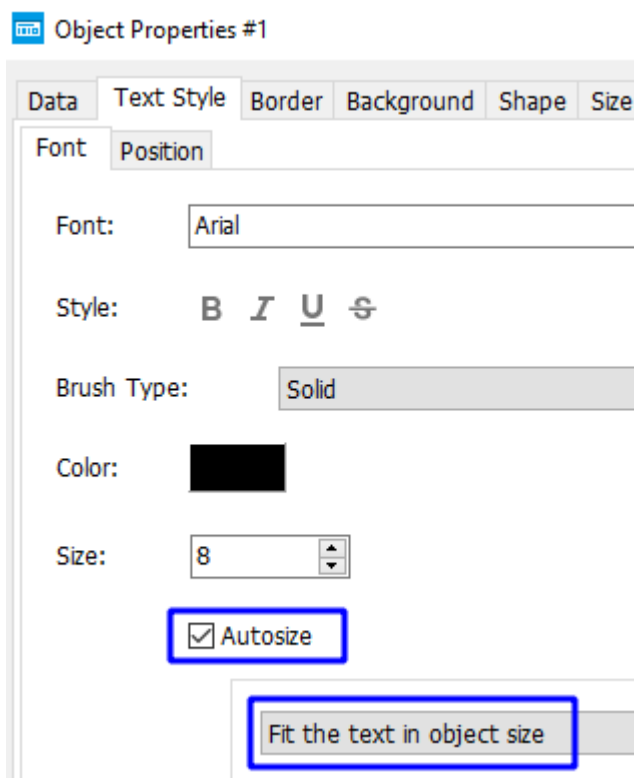 Object Properties #1
Data Text Style Border Background Shape Size
Font Position
Font: Arial
Style: B I U S
Brush Type: Solid
Color:
Size: 8
Autosize
Fit the text in object size